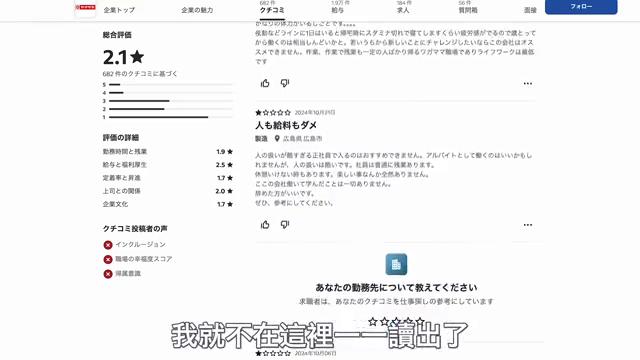 企業トップ
企業の魅力
682 件
クチコミ
1.9万 件
給与
184 件
求人
56 件
質問箱
面接
フォロー
総合評価
2.1★
682 件のクチコミに基づく
5
4
3
2
1
評価の詳細
勤務時間と残業 1.9 ★
給与と福利厚生 2.5 ★
定着率と昇進 1.7 ★
上司との関係 2.0 ★
企業文化 1.7 ★
クチコミ投稿者の声
インクルージョン
職場の幸福度スコア
帰属意識
夜勤などラインに1日はいると帰宅時にスタミナ切れで寝てしますくらい疲労感がでるので歳とって
から働くのは相当しんどいかと。若いうちから新しいことにチャレンジしたいならこの会社はオス
スメできません。作業、作業で残業も一定の人ばかり帰るワガママ職場でありライフワークは最低
です
★☆☆☆☆ 2024年10月21日
人も給料もダメ
製造 広島県 広島市
人の扱いが酷すぎる正社員で入るのはおすすめできません。アルバイトとして働くのはいいかもし
れませんが、人の扱いは酷いです。社員は普通に残業あります。
休憩いけない時もあります。楽しい事なんか全然ありません。
ここの会社働いて学んだことは一切ありません。
辞めた方がいいです。
ぜひ、参考にしてください。
あなたの勤務先について教えてください
求職者は、あなたのクチコミを仕事探しの参考にしています
☆☆☆☆☆
我就不在這裡一一讀出了
★☆☆☆☆ 2024年10月06日